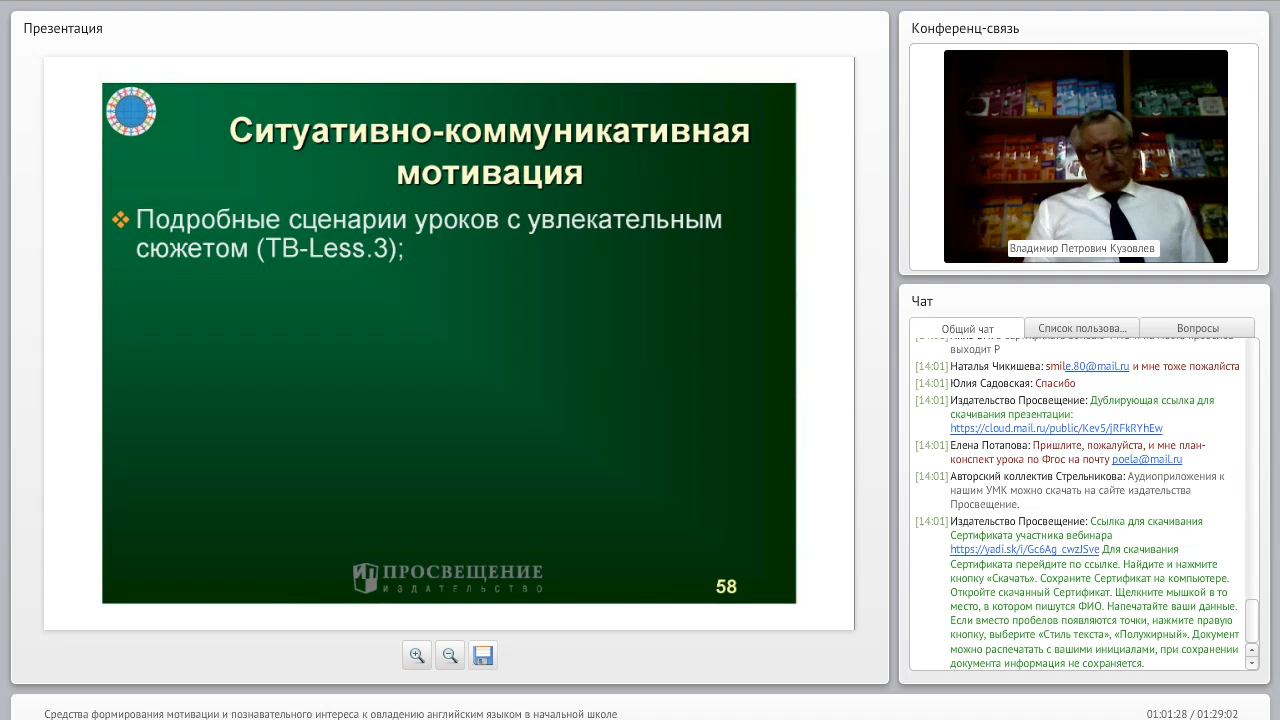 Презентация
Ситуативно-коммуникативная
мотивация
Подробные сценарии уроков с увлекательным
сюжетом (TB-Less.3);
ПРОСВЕЩЕНИЕ
ИЗДАТЕЛЬСТВО
58
Конференц-связь
Владимир Петрович Кузовлев
Чат
Общий чат
Список пользова...
Вопросы
выходит Р
[14:01] Наталья Чикишева: smile.80@mail.ru и мне тоже пожалйста
[14:01] Юлия Садовская: Спасибо
[14:01] Издательство Просвещение: Дублирующая ссылка для
скачивания презентации:
https://cloud.mail.ru/public/Kev5/jRFkRYhEw
[14:01] Елена Потапова: Пришлите, пожалуйста, и мне план-
конспект урока по Фгос на почту poela@mail.ru
[14:01] Авторский коллектив Стрельникова: Аудиоприложения к
нашим УМК можно скачать на сайте издательства
Просвещение.
[14:01] Издательство Просвещение: Ссылка для скачивания
Сертификата участника вебинара
https://yadi.sk/i/Gc6Ag_cwzJSve Для скачивания
Сертификата перейдите по ссылке. Найдите и нажмите
кнопку «Скачать». Сохраните Сертификат на компьютере.
Откройте скачанный Сертификат. Щелкните мышкой в то
место, в котором пишутся ФИО. Напечатайте ваши данные.
Если вместо пробелов появляются точки, нажмите правую
кнопку, выберите «Стиль текста», «Полужирный». Документ
можно распечатать с вашими инициалами, при сохранении
документа информация не сохраняется.
Средства формирования мотивации и познавательного интереса к овладению английским языком в начальной школе
01:01:28 / 01:29:02